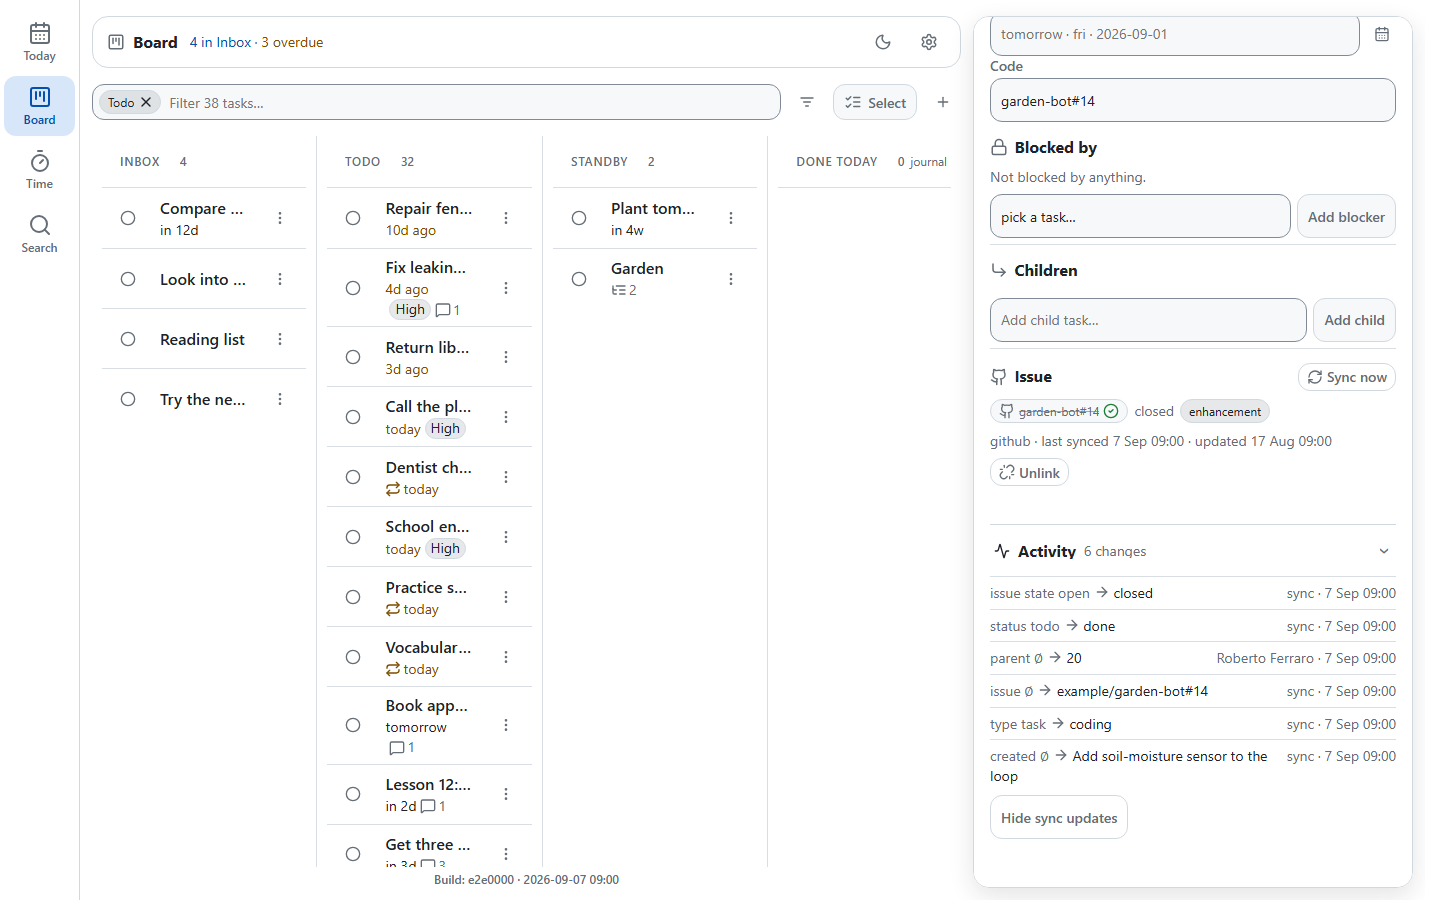 Today
Board
Time
Search
Board 4 in Inbox · 3 overdue
Todo Filter 38 tasks...
Select
INBOX 4
Compare ...
in 12d
Look into ...
Reading list
Try the ne...
TODO 32
Repair fen...
10d ago
Fix leakin...
4d ago
High 1
Return lib...
3d ago
Call the pl...
today High
Dentist ch...
today
School en...
today High
Practice s...
today
Vocabular...
today
Book app...
tomorrow
1
Lesson 12:...
in 2d 1
Get three ...
in 3d 3
STANDBY 2
Plant tom...
in 4w
Garden
2
DONE TODAY 0 journal
Build: e2e0000 · 2026-09-07 09:00
tomorrow · fri · 2026-09-01
Code
garden-bot#14
Blocked by
Not blocked by anything.
pick a task...
Add blocker
Children
Add child task...
Add child
Issue
Sync now
garden-bot#14 closed enhancement
github · last synced 7 Sep 09:00 · updated 17 Aug 09:00
Unlink
Activity 6 changes
issue state open → closed sync · 7 Sep 09:00
status todo → done sync · 7 Sep 09:00
parent ∅ → 20 Roberto Ferraro · 7 Sep 09:00
issue ∅ → example/garden-bot#14 sync · 7 Sep 09:00
type task → coding sync · 7 Sep 09:00
created ∅ → Add soil-moisture sensor to the sync · 7 Sep 09:00
loop
Hide sync updates